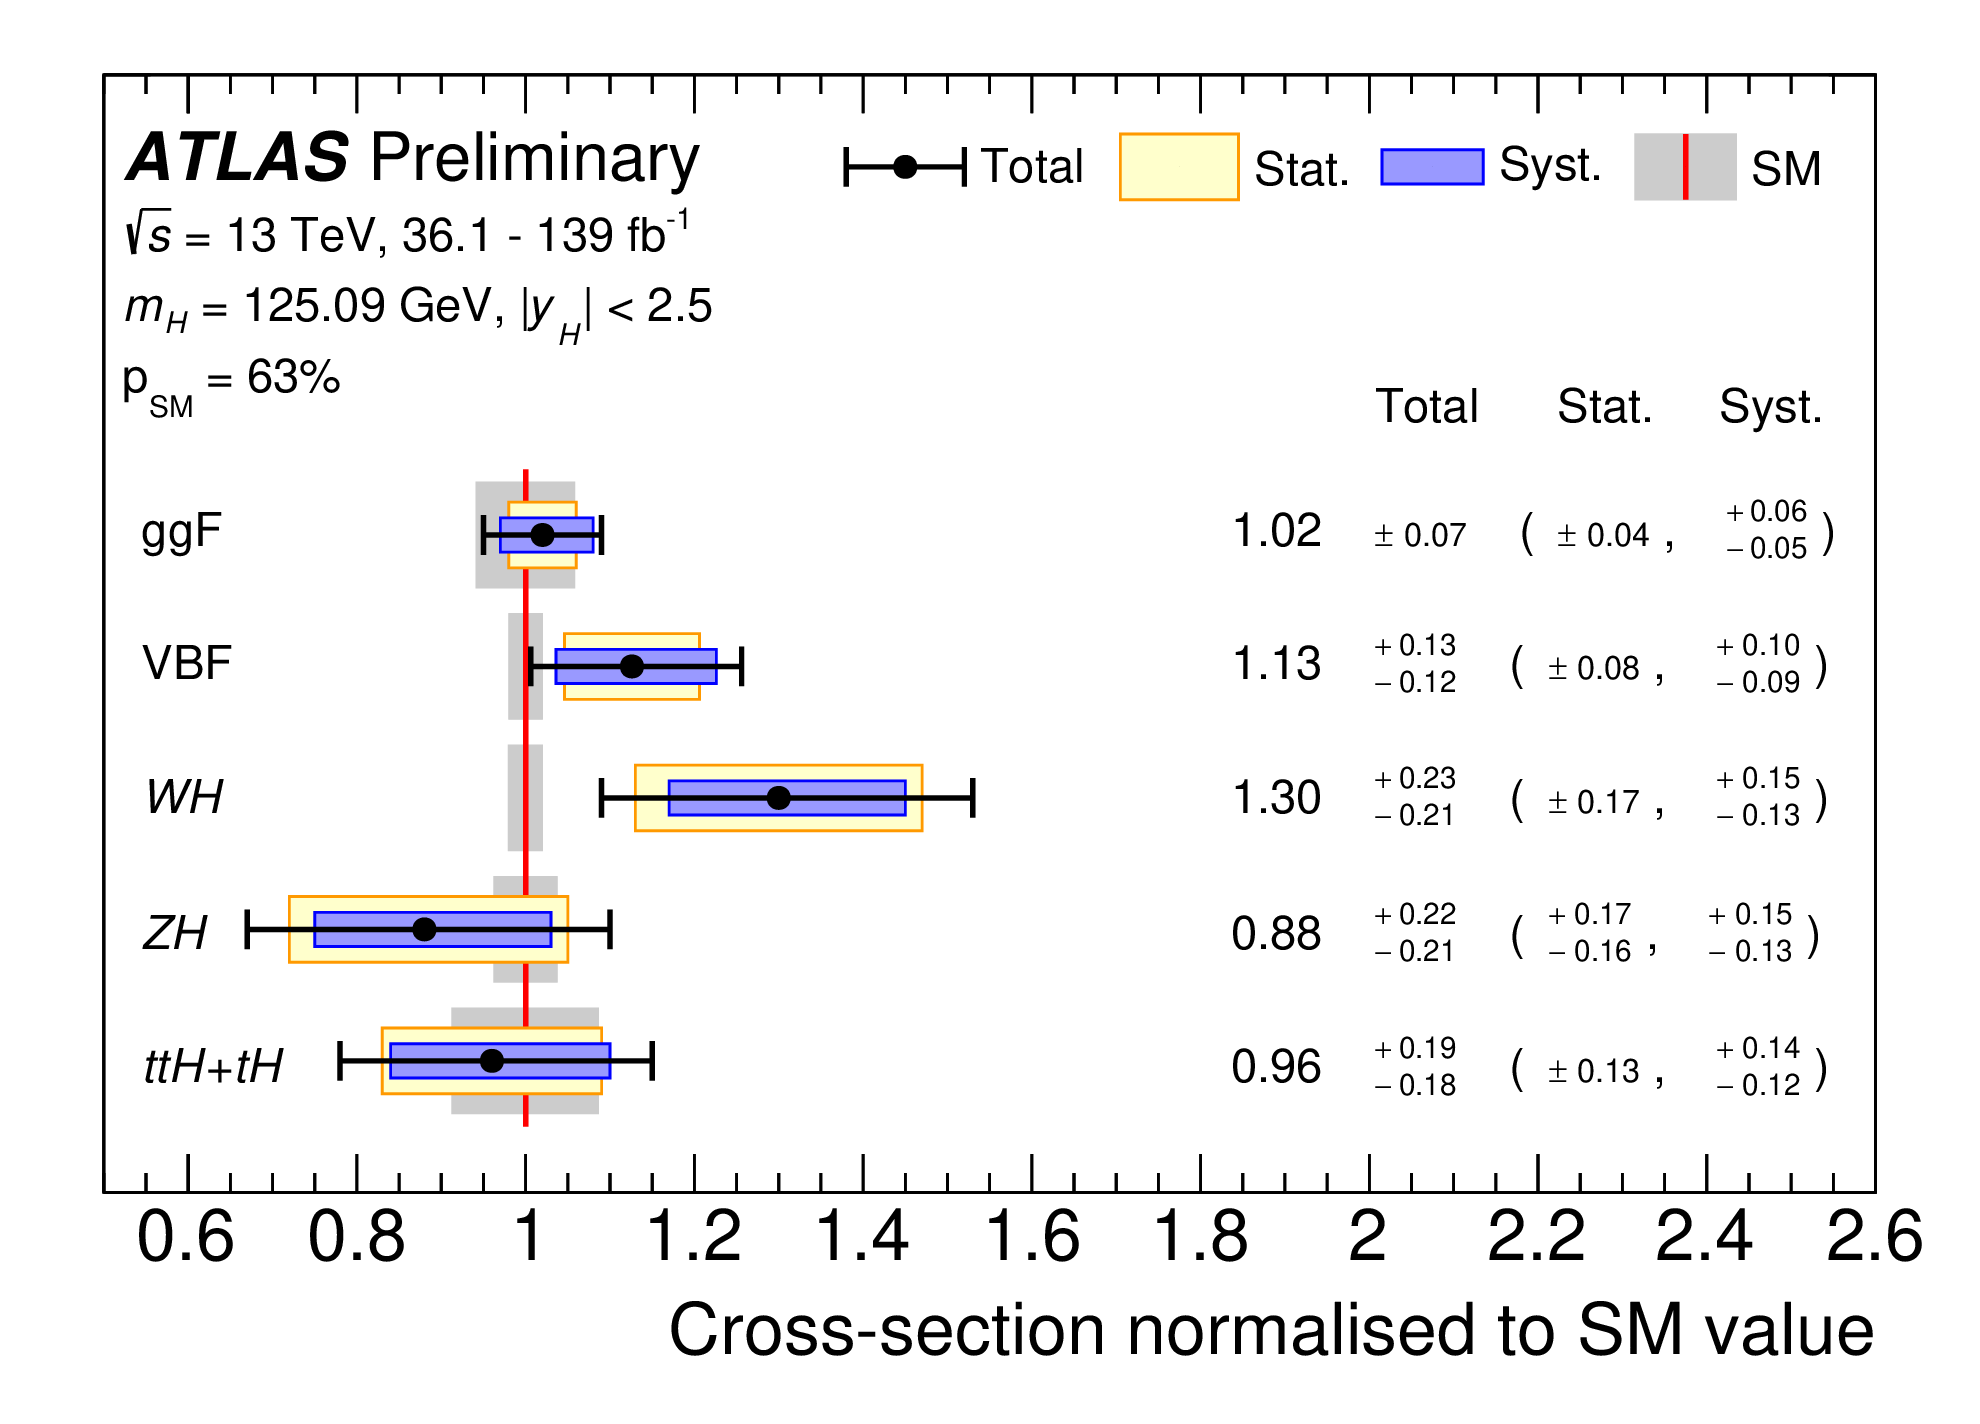 ATLAS Preliminary
Total Stat. Syst. SM
√s = 13 TeV, 36.1 - 139 fb-1
mH = 125.09 GeV, |yH| < 2.5
pSM = 63%
Total Stat. Syst.
ggF 1.02 ± 0.07 ( ± 0.04 , + 0.06 − 0.05 )
VBF 1.13 + 0.13 − 0.12 ( ± 0.08 , + 0.10 − 0.09 )
WH 1.30 + 0.23 − 0.21 ( ± 0.17 , + 0.15 − 0.13 )
ZH 0.88 + 0.22 − 0.21 ( + 0.17 − 0.16 , + 0.15 − 0.13 )
ttH+tH 0.96 + 0.19 − 0.18 ( ± 0.13 , + 0.14 − 0.12 )
0.6 0.8 1 1.2 1.4 1.6 1.8 2 2.2 2.4 2.6
Cross-section normalised to SM value